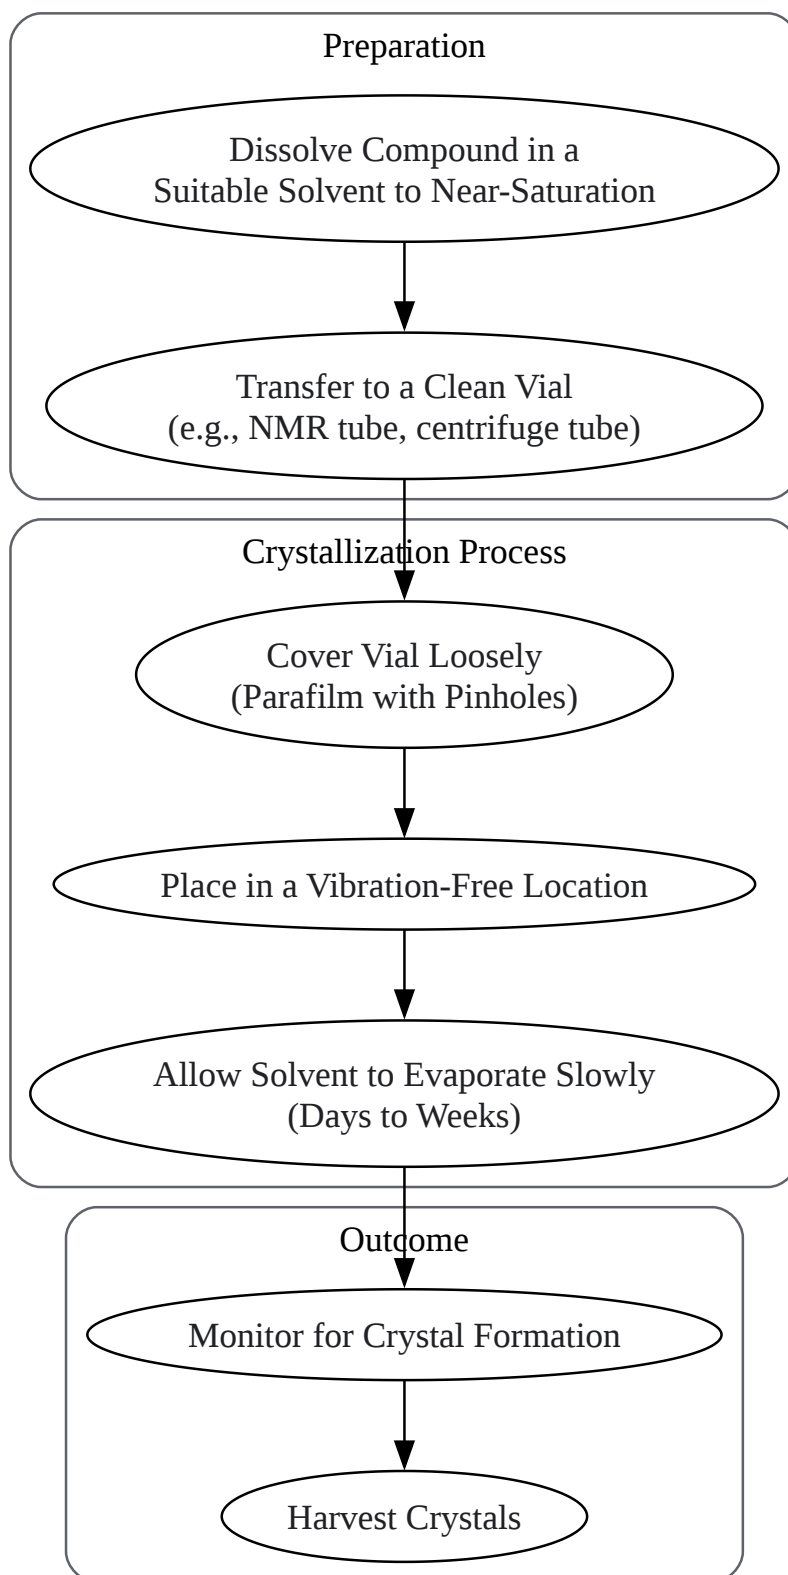 Preparation
Dissolve Compound in a
Suitable Solvent to Near-Saturation
Transfer to a Clean Vial
(e.g., NMR tube, centrifuge tube)
Crystallization Process
Cover Vial Loosely
(Parafilm with Pinholes)
Place in a Vibration-Free Location
Allow Solvent to Evaporate Slowly
(Days to Weeks)
Outcome
Monitor for Crystal Formation
Harvest Crystals